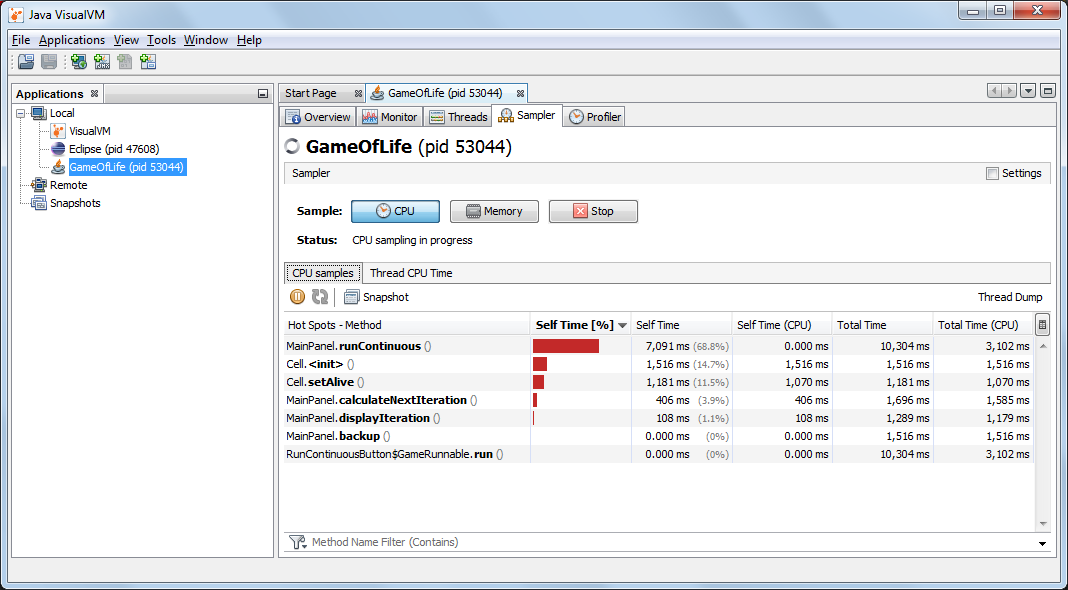 Java VisualVM
File Applications View Tools Window Help
Applications
Local
VisualVM
Eclipse (pid 47608)
GameOfLife (pid 53044)
Remote
Snapshots
Start Page GameOfLife (pid 53044)
Overview Monitor Threads Sampler Profiler
GameOfLife (pid 53044)
Sampler Settings
Sample: CPU Memory Stop
Status: CPU sampling in progress
CPU samples Thread CPU Time
Snapshot Thread Dump
Hot Spots - Method Self Time [%] Self Time Self Time (CPU) Total Time Total Time (CPU)
MainPanel.runContinuous () 7,091 ms (68.8%) 0.000 ms 10,304 ms 3,102 ms
Cell.<init> () 1,516 ms (14.7%) 1,516 ms 1,516 ms 1,516 ms
Cell.setAlive () 1,181 ms (11.5%) 1,070 ms 1,181 ms 1,070 ms
MainPanel.calculateNextIteration () 406 ms (3.9%) 406 ms 1,696 ms 1,585 ms
MainPanel.displayIteration () 108 ms (1.1%) 108 ms 1,289 ms 1,179 ms
MainPanel.backup () 0.000 ms (0%) 0.000 ms 1,516 ms 1,516 ms
RunContinuousButton$GameRunnable.run () 0.000 ms (0%) 0.000 ms 10,304 ms 3,102 ms
Method Name Filter (Contains)